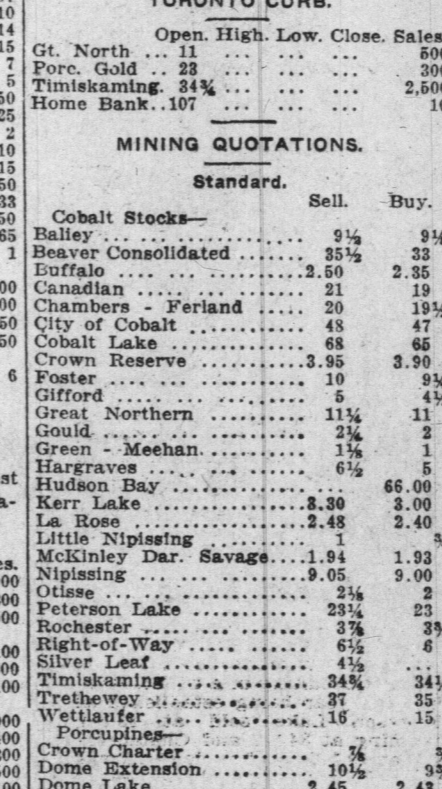 TORONTO CURB.
Open. High. Low. Close. Sales
Gt. North ... 11 ... ... ...
Porc. Gold .. 23 ... ... ...
Timiskaming. 34¾ ... ... ... 2,50
Home Bank..107 ... ... ...
MINING QUOTATIONS.
Standard.
Sell. Buy.
Cobalt Stocks—
Bailey 9½ 9¼
Beaver Consolidated 35½ 33
Buffalo 2.50 2.35
Canadian 21 19
Chambers - Ferland 20 19½
City of Cobalt 48 47
Cobalt Lake 68 65
Crown Reserve 3.95 3.90
Foster 10
Gifford 5
Great Northern 11¼ 11
Gould 2¼ 2
Green - Meehan 1⅛ 1
Hargraves 6½ 5
Hudson Bay ... 66.00
Kerr Lake 3.30 3.00
La Rose 2.48 2.40
Little Nipissing 1
McKinley Dar. Savage 1.94 1.93
Nipissing 9.05 9.00
Otisse 2⅛ 2
Peterson Lake 23¼ 23
Rochester 3⅞
Right-of-Way 6½ 6
Silver Leaf 4½ ...
Timiskaming 34¾
Trethewey 37 35
Wettlaufer 16 15
Porcupines—
Crown Charter ⅞
Dome Extension 10½
Dome Lake 2.45